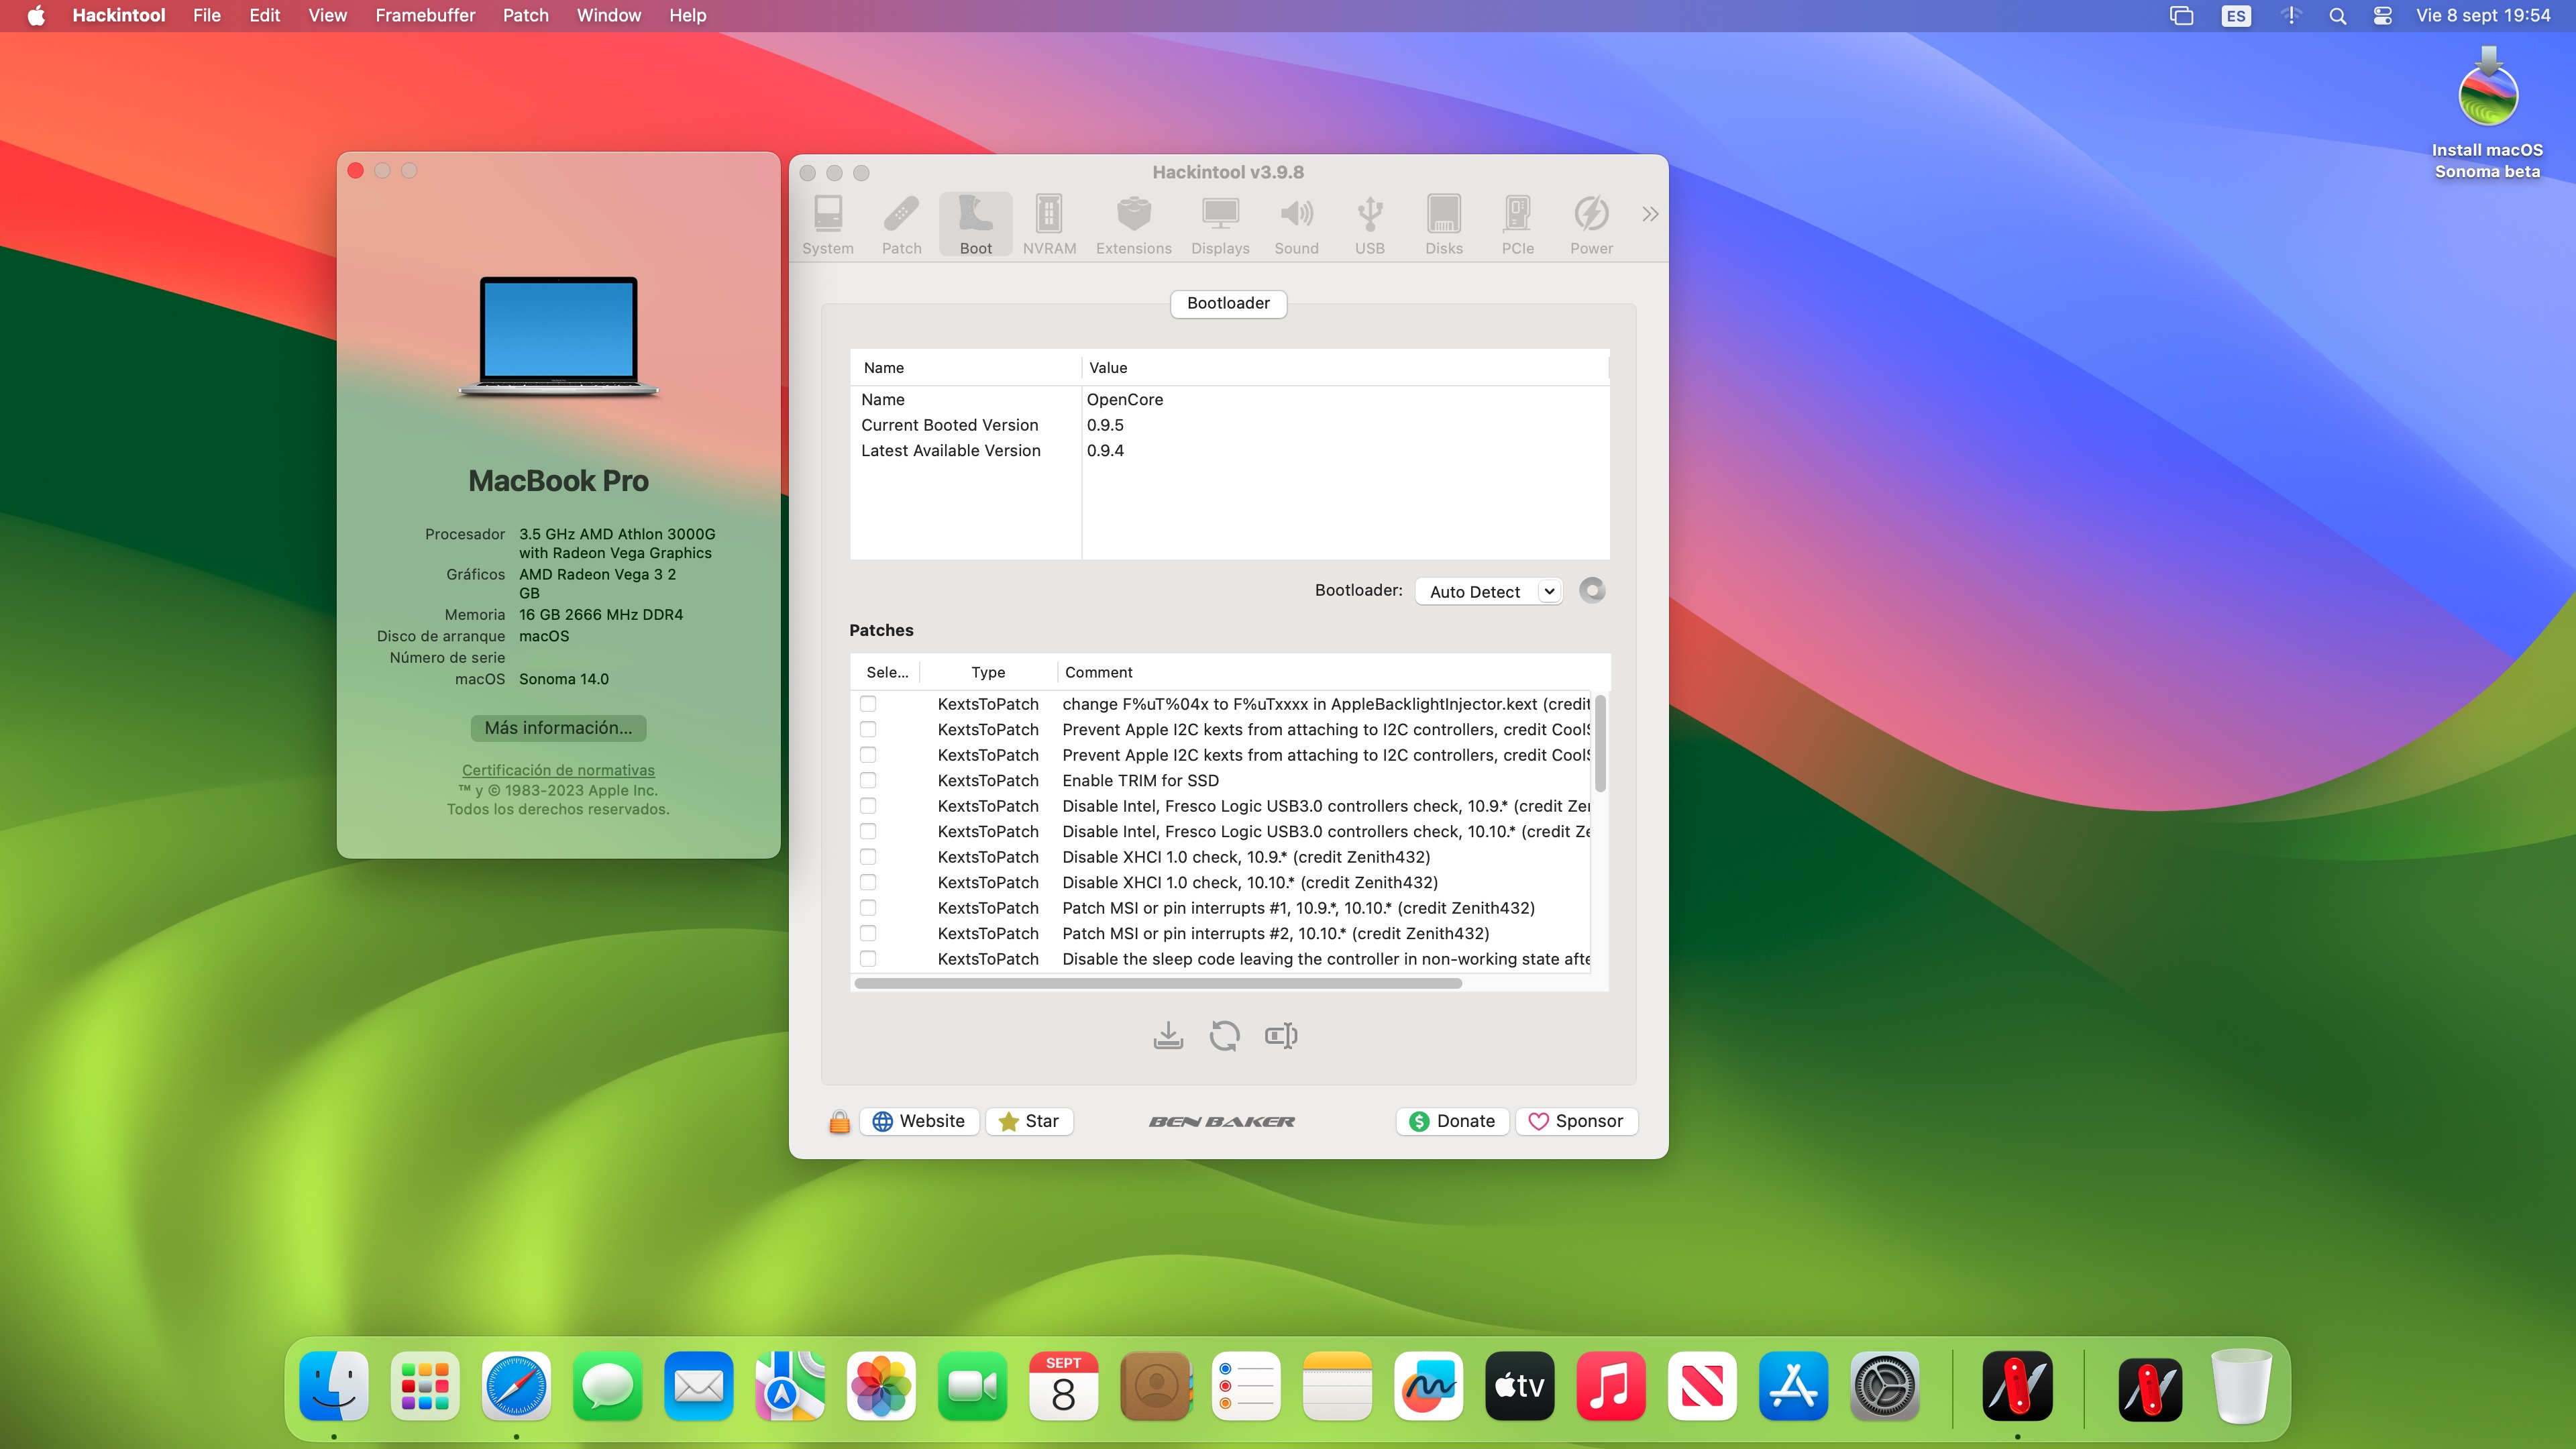 Hackintool File Edit View Framebuffer Patch Window Help
ES Vie 8 sept 19:54
Install macOS
Sonoma beta
MacBook Pro
Procesador 3.5 GHz AMD Athlon 3000G
with Radeon Vega Graphics
Gráficos AMD Radeon Vega 3 2
GB
Memoria 16 GB 2666 MHz DDR4
Disco de arranque macOS
Número de serie
macOS Sonoma 14.0
Más información...
Certificación de normativas
™ y © 1983-2023 Apple Inc.
Todos los derechos reservados.
Hackintool v3.9.8
System Patch Boot NVRAM Extensions Displays Sound USB Disks PCIe Power
Bootloader
Name Value
Name OpenCore
Current Booted Version 0.9.5
Latest Available Version 0.9.4
Bootloader: Auto Detect
Patches
Sele... Type Comment
KextsToPatch change F%uT%04x to F%uTxxxx in AppleBacklightInjector.kext (credit
KextsToPatch Prevent Apple I2C kexts from attaching to I2C controllers, credit CoolS
KextsToPatch Prevent Apple I2C kexts from attaching to I2C controllers, credit CoolS
KextsToPatch Enable TRIM for SSD
KextsToPatch Disable Intel, Fresco Logic USB3.0 controllers check, 10.9.* (credit Zer
KextsToPatch Disable Intel, Fresco Logic USB3.0 controllers check, 10.10.* (credit Ze
KextsToPatch Disable XHCI 1.0 check, 10.9.* (credit Zenith432)
KextsToPatch Disable XHCI 1.0 check, 10.10.* (credit Zenith432)
KextsToPatch Patch MSI or pin interrupts #1, 10.9.*, 10.10.* (credit Zenith432)
KextsToPatch Patch MSI or pin interrupts #2, 10.10.* (credit Zenith432)
KextsToPatch Disable the sleep code leaving the controller in non-working state afte
Website Star BEN BAKER Donate Sponsor
SEPT
8
tv